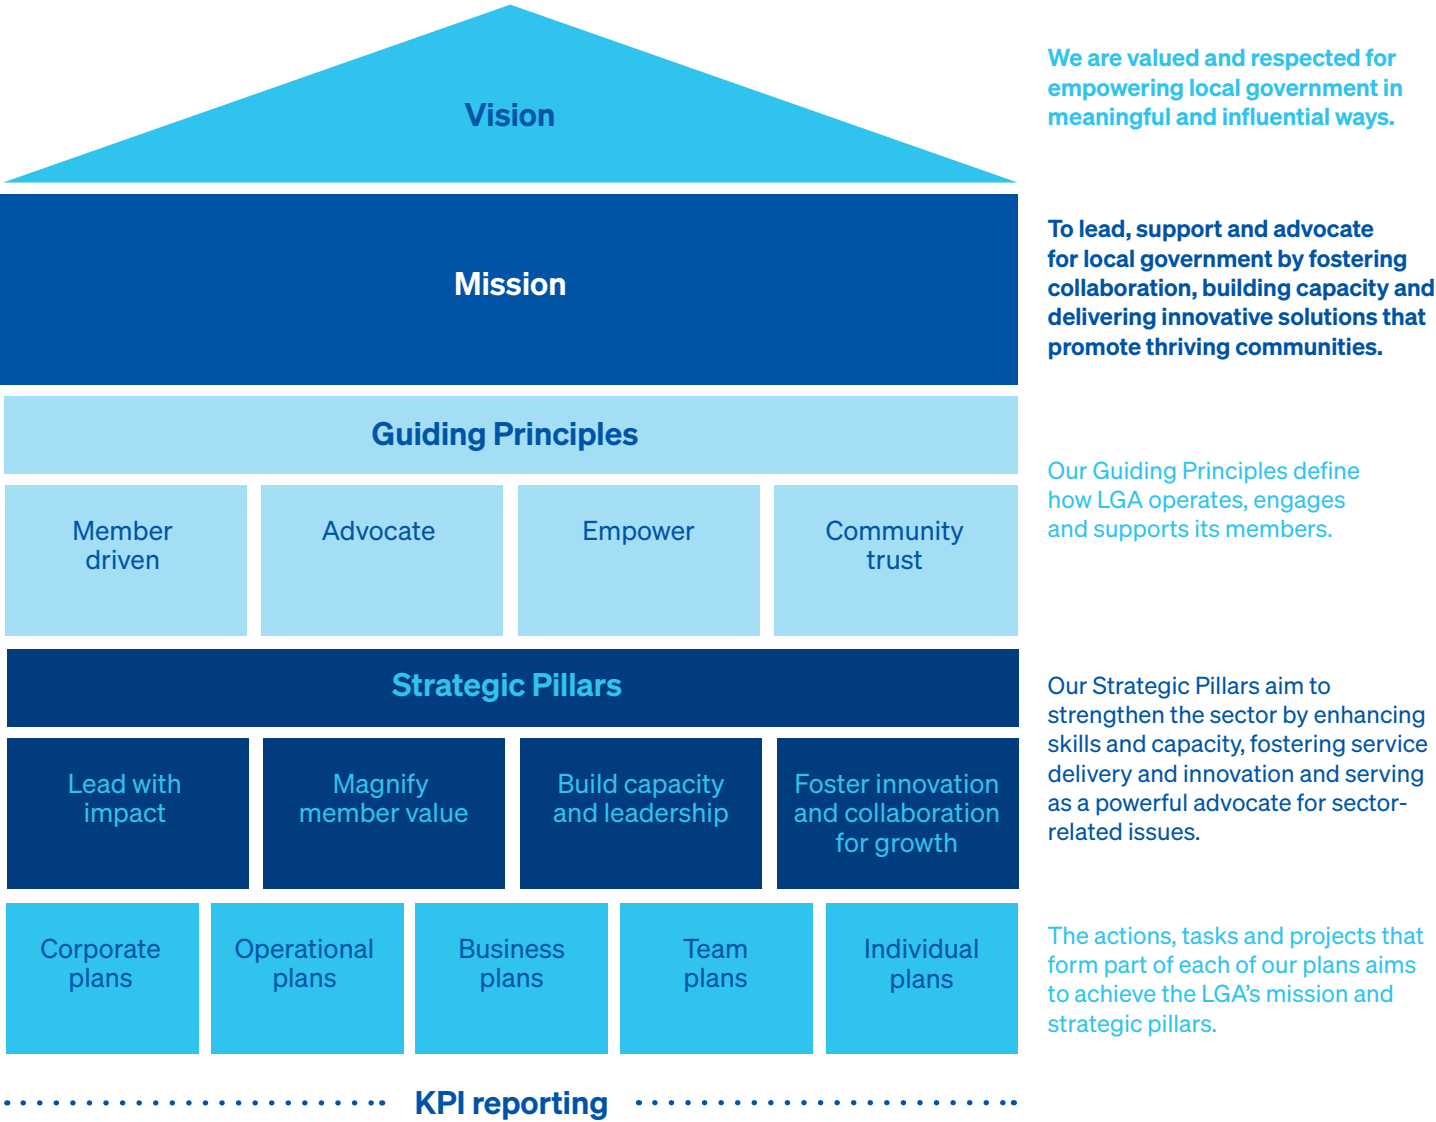 Vision
We are valued and respected for
empowering local government in
meaningful and influential ways.
Mission
To lead, support and advocate
for local government by fostering
collaboration, building capacity and
delivering innovative solutions that
promote thriving communities.
Guiding Principles
Member
driven
Advocate
Empower
Community
trust
Our Guiding Principles define
how LGA operates, engages
and supports its members.
Strategic Pillars
Lead with
impact
Magnify
member value
Build capacity
and leadership
Foster innovation
and collaboration
for growth
Our Strategic Pillars aim to
strengthen the sector by enhancing
skills and capacity, fostering service
delivery and innovation and serving
as a powerful advocate for sector-
related issues.
Corporate
plans
Operational
plans
Business
plans
Team
plans
Individual
plans
The actions, tasks and projects that
form part of each of our plans aims
to achieve the LGA’s mission and
strategic pillars.
KPI reporting